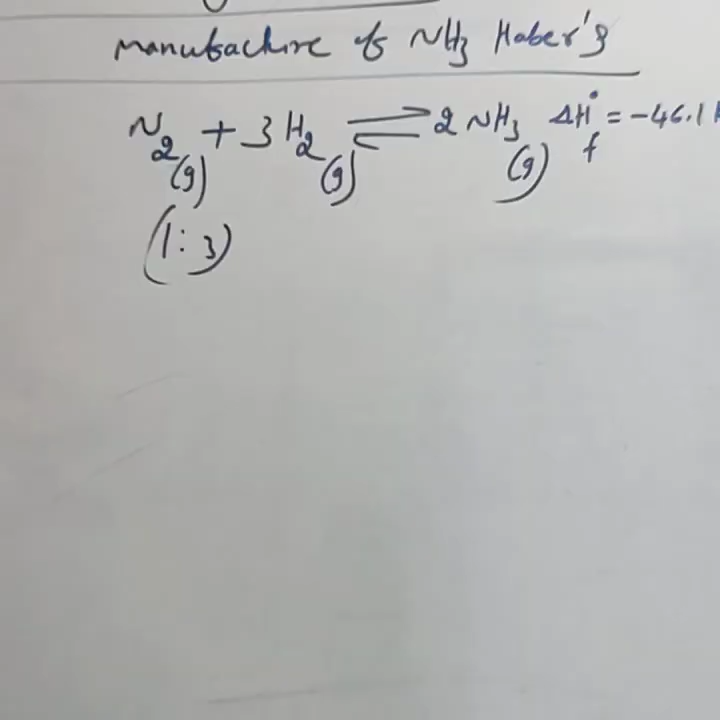 manufacture of NH3 Haber's
N2(g) + 3H2(g) ⇌ 2NH3(g) ΔH°f = -46.1
(1:3)